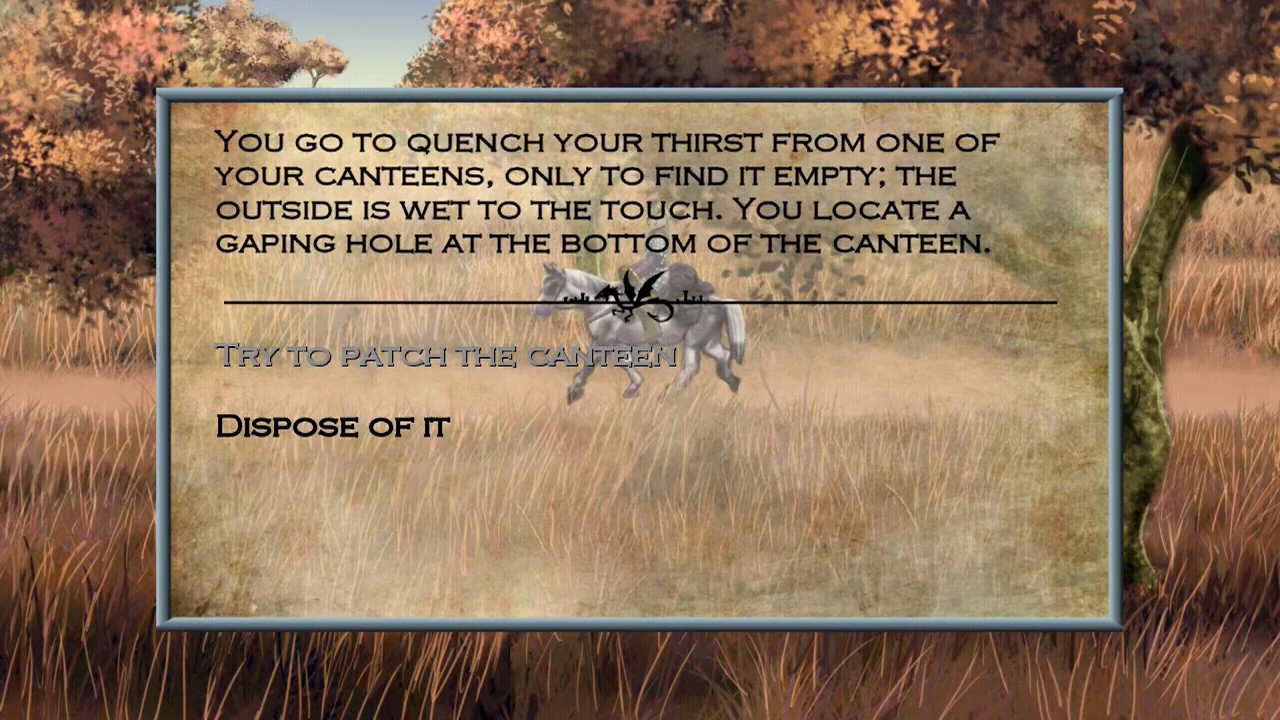 You go to quench your thirst from one of
your canteens, only to find it empty; the
outside is wet to the touch. You locate a
gaping hole at the bottom of the canteen.
Try to patch the canteen
Dispose of it